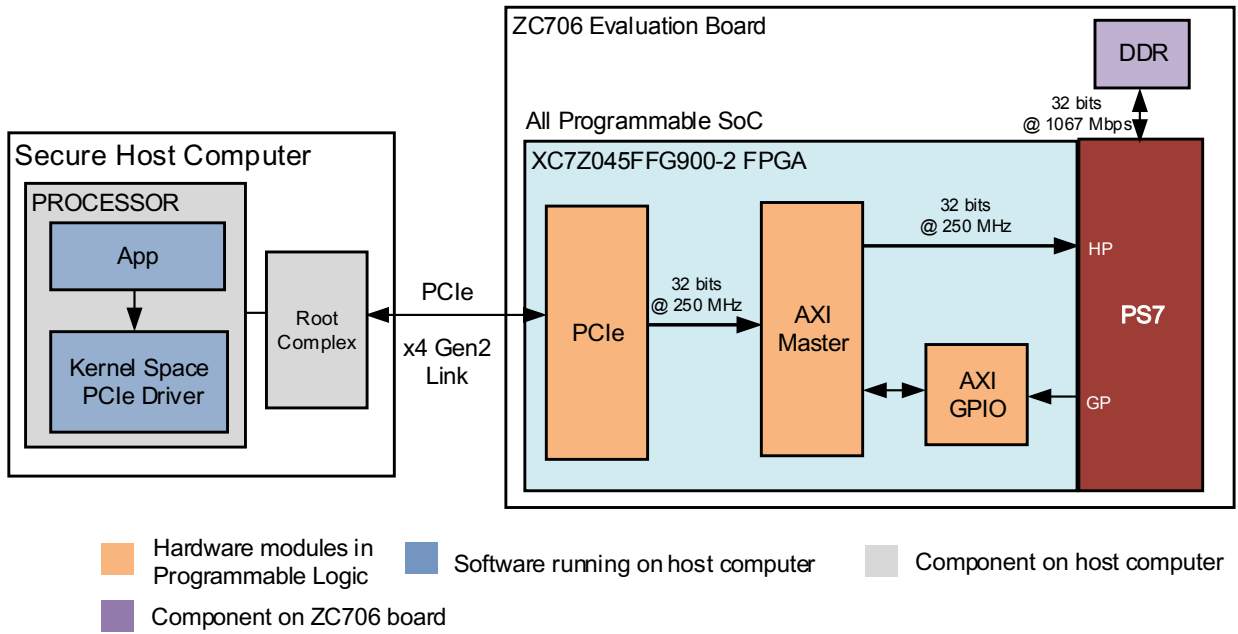 ZC706 Evaluation Board
DDR
32 bits
@ 1067 Mbps
All Programmable SoC
XC7Z045FFG900-2 FPGA
Secure Host Computer
PROCESSOR
App
Kernel Space
PCIe Driver
Root
Complex
PCIe
x4 Gen2
Link
PCIe
32 bits
@ 250 MHz
AXI
Master
32 bits
@ 250 MHz
HP
AXI
GPIO
GP
PS7
Hardware modules in
Programmable Logic
Software running on host computer
Component on host computer
Component on ZC706 board